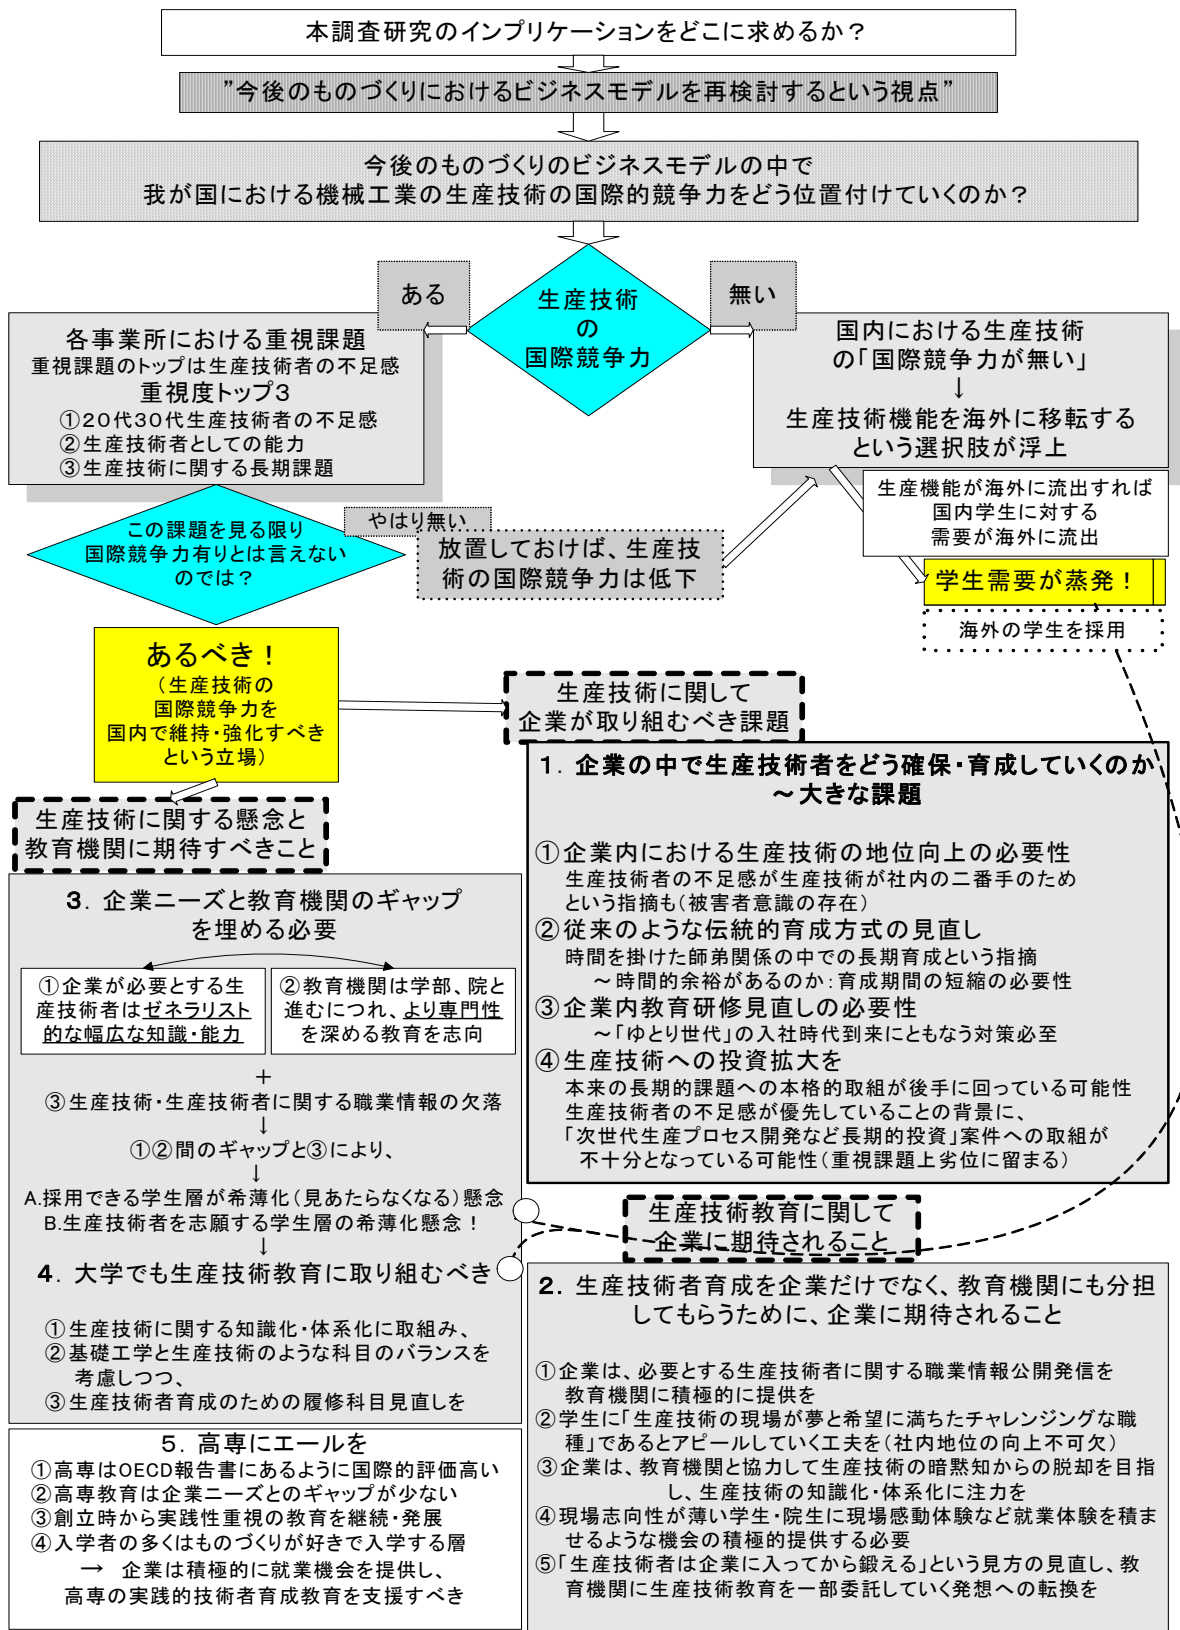 本調査研究のインプリケーションをどこに求めるか？
”今後のものづくりにおけるビジネスモデルを再検討するという視点”
今後のものづくりのビジネスモデルの中で
我が国における機械工業の生産技術の国際的競争力をどう位置付けていくのか？
ある
生産技術
の
国際競争力
無い
各事業所における重視課題
重視課題のトップは生産技術者の不足感
重視度トップ3
①20代30代生産技術者の不足感
②生産技術者としての能力
③生産技術に関する長期課題
国内における生産技術
の「国際競争力が無い」
↓
生産技術機能を海外に移転する
という選択肢が浮上
生産機能が海外に流出すれば
国内学生に対する
需要が海外に流出
この課題を見る限り
国際競争力有りとは言えない
のでは？
やはり無い
放置しておけば、生産技
術の国際競争力は低下
学生需要が蒸発！
海外の学生を採用
あるべき！
（生産技術の
国際競争力を
国内で維持・強化すべき
という立場）
生産技術に関して
企業が取り組むべき課題
1．企業の中で生産技術者をどう確保・育成していくのか
～大きな課題
①企業内における生産技術の地位向上の必要性
生産技術者の不足感が生産技術が社内の二番手のため
という指摘も（被害者意識の存在）
②従来のような伝統的育成方式の見直し
時間を掛けた師弟関係の中での長期育成という指摘
～時間的余裕があるのか：育成期間の短縮の必要性
③企業内教育研修見直しの必要性
～「ゆとり世代」の入社時代到来にともなう対策必至
④生産技術への投資拡大を
本来の長期的課題への本格的取組が後手に回っている可能性
生産技術者の不足感が優先していることの背景に、
「次世代生産プロセス開発など長期的投資」案件への取組が
不十分となっている可能性（重視課題上劣位に留まる）
生産技術に関する懸念と
教育機関に期待すべきこと
3．企業ニーズと教育機関のギャップ
を埋める必要
①企業が必要とする生
産技術者はゼネラリスト
的な幅広な知識・能力
②教育機関は学部、院と
進むにつれ、より専門性
を深める教育を志向
＋
③生産技術・生産技術者に関する職業情報の欠落
↓
①②間のギャップと③により、
↓
A.採用できる学生層が希薄化（見あたらなくなる）懸念
B.生産技術者を志願する学生層の希薄化懸念！
↓
4．大学でも生産技術教育に取り組むべき
①生産技術に関する知識化・体系化に取組み、
②基礎工学と生産技術のような科目のバランスを
考慮しつつ、
③生産技術者育成のための履修科目見直しを
生産技術教育に関して
企業に期待されること
2．生産技術者育成を企業だけでなく、教育機関にも分担
してもらうために、企業に期待されること
①企業は、必要とする生産技術者に関する職業情報公開発信を
教育機関に積極的に提供を
②学生に「生産技術の現場が夢と希望に満ちたチャレンジングな職
種」であるとアピールしていく工夫を（社内地位の向上不可欠）
③企業は、教育機関と協力して生産技術の暗黙知からの脱却を目指
し、生産技術の知識化・体系化に注力を
④現場志向性が薄い学生・院生に現場感動体験など就業体験を積ま
せるような機会の積極的提供する必要
⑤「生産技術者は企業に入ってから鍛える」という見方の見直し、教
育機関に生産技術教育を一部委託していく発想への転換を
5．高専にエールを
①高専はOECD報告書にあるように国際的評価高い
②高専教育は企業ニーズとのギャップが少ない
③創立時から実践性重視の教育を継続・発展
④入学者の多くはものづくりが好きで入学する層
→ 企業は積極的に就業機会を提供し、
高専の実践的技術者育成教育を支援すべき